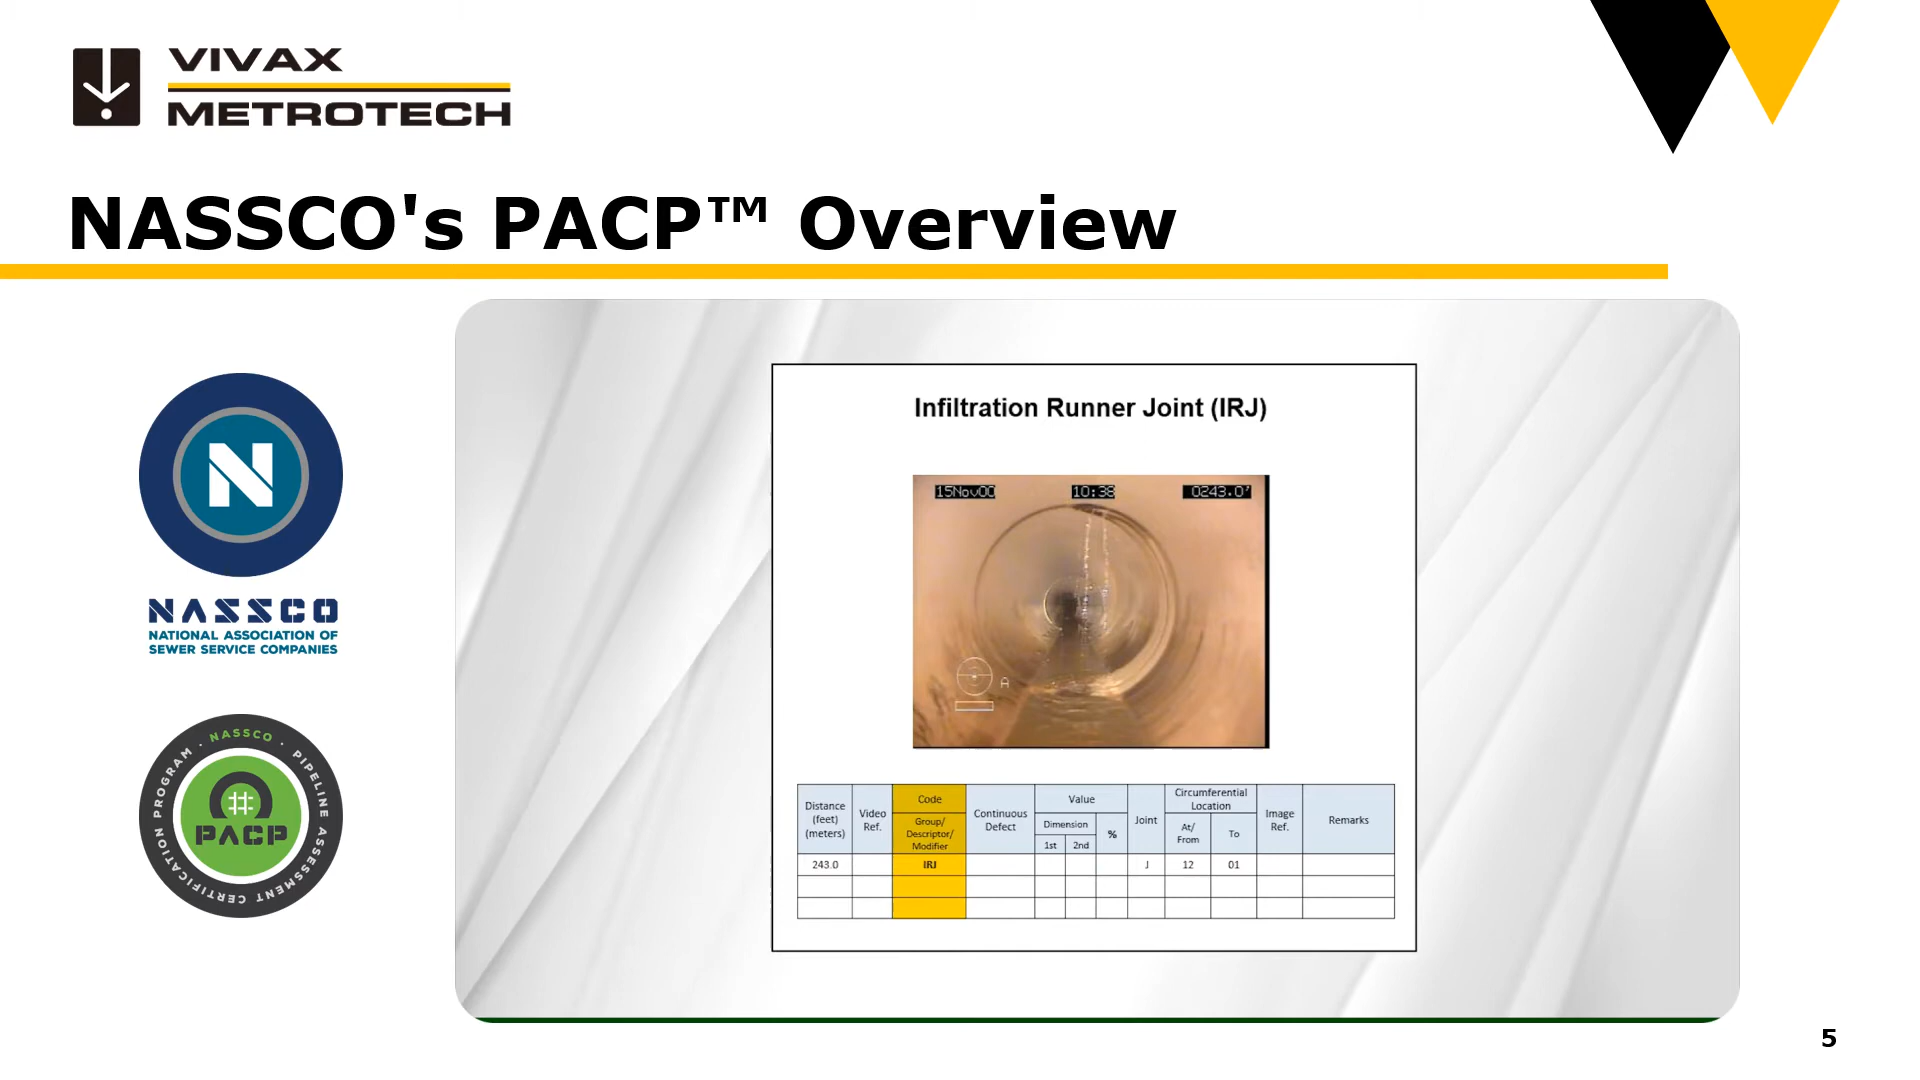 VIVAX
METROTECH
NASSCO's PACP™ Overview
N
NASSCO
NATIONAL ASSOCIATION OF
SEWER SERVICE COMPANIES
· NASSCO · PIPELINE ASSESSMENT CERTIFICATION PROGRAM
PACP
Infiltration Runner Joint (IRJ)
15Nov00 10:38 0243.0'
A
Distance (feet) (meters)
Video Ref.
Code
Group/ Descriptor/ Modifier
Continuous Defect
Value
Dimension
1st 2nd
%
Joint
Circumferential Location
At/ From
To
Image Ref.
Remarks
243.0 IRJ J 12 01
5